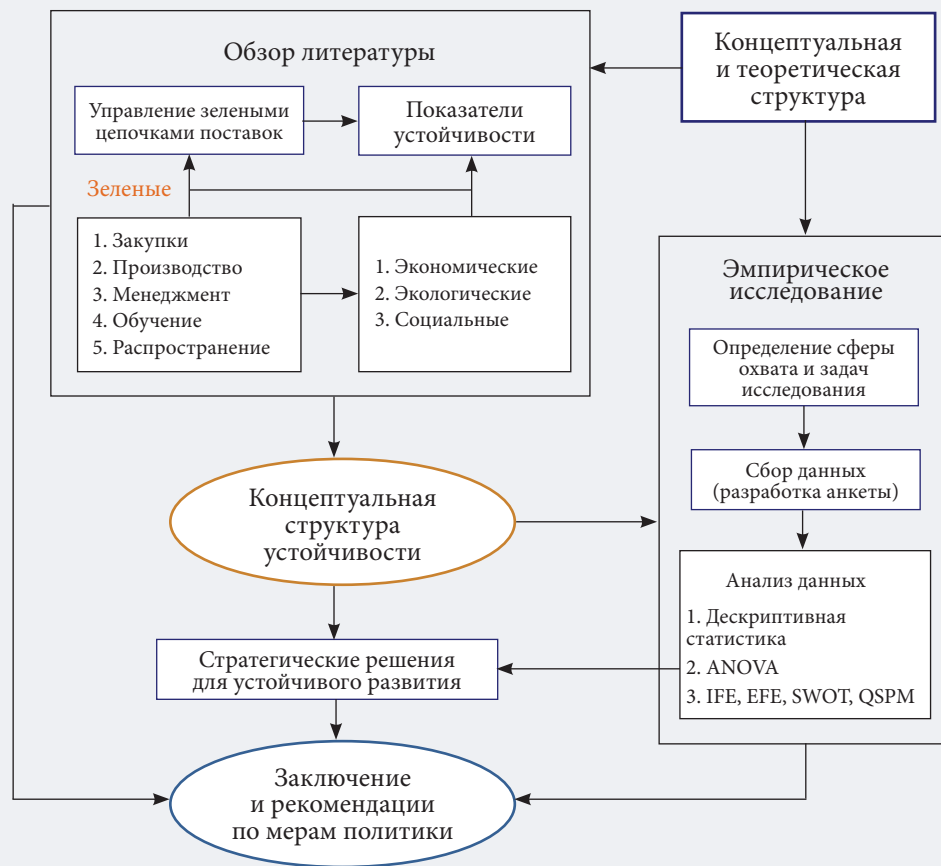 Обзор литературы
Концептуальная
и теоретическая
структура
Управление зелеными
цепочками поставок
Показатели
устойчивости
Зеленые
1. Закупки
2. Производство
3. Менеджмент
4. Обучение
5. Распространение
1. Экономические
2. Экологические
3. Социальные
Эмпирическое
исследование
Определение сферы
охвата и задач
исследования
Сбор данных
(разработка анкеты)
Анализ данных
1. Дескриптивная
статистика
2. ANOVA
3. IFE, EFE, SWOT, QSPM
Концептуальная
структура
устойчивости
Стратегические решения
для устойчивого развития
Заключение
и рекомендации
по мерам политики